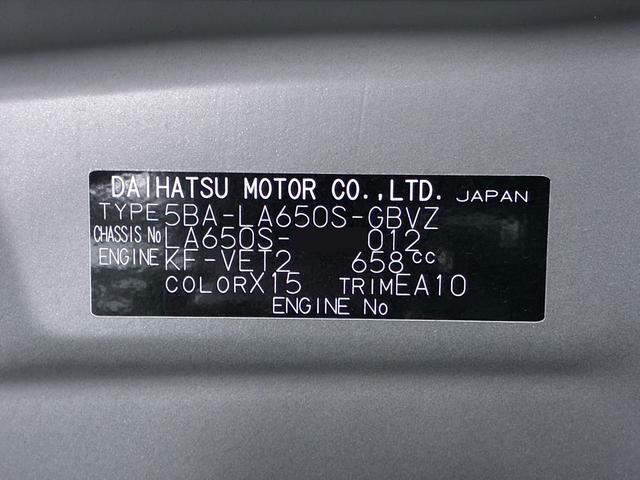 DAIHATSU MOTOR CO.,LTD. JAPAN
TYPE 5BA-LA650S-GBVZ
CHASSIS No LA650S- 012
ENGINE KF-VET2 658cc
COLOR X15 TRIM EA10
ENGINE No